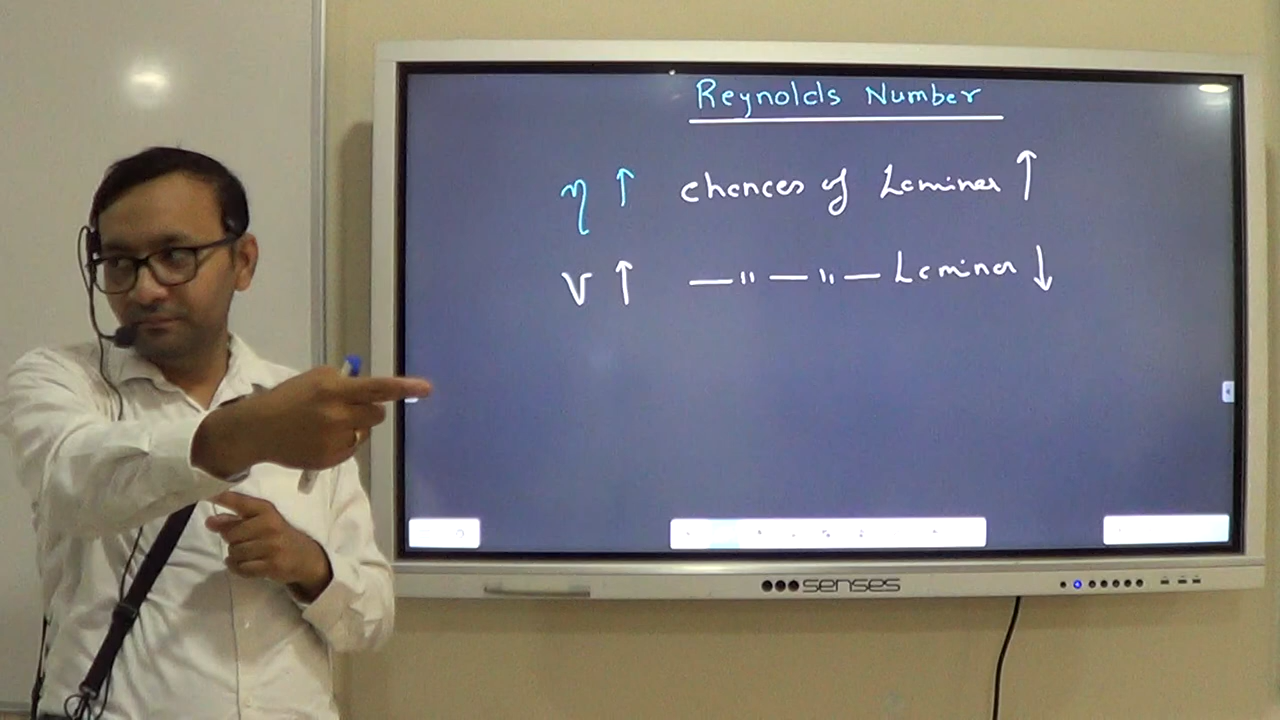 Reynolds Number
η ↑ chances of Laminar ↑
V ↑ —"—"— Laminar ↓
senses